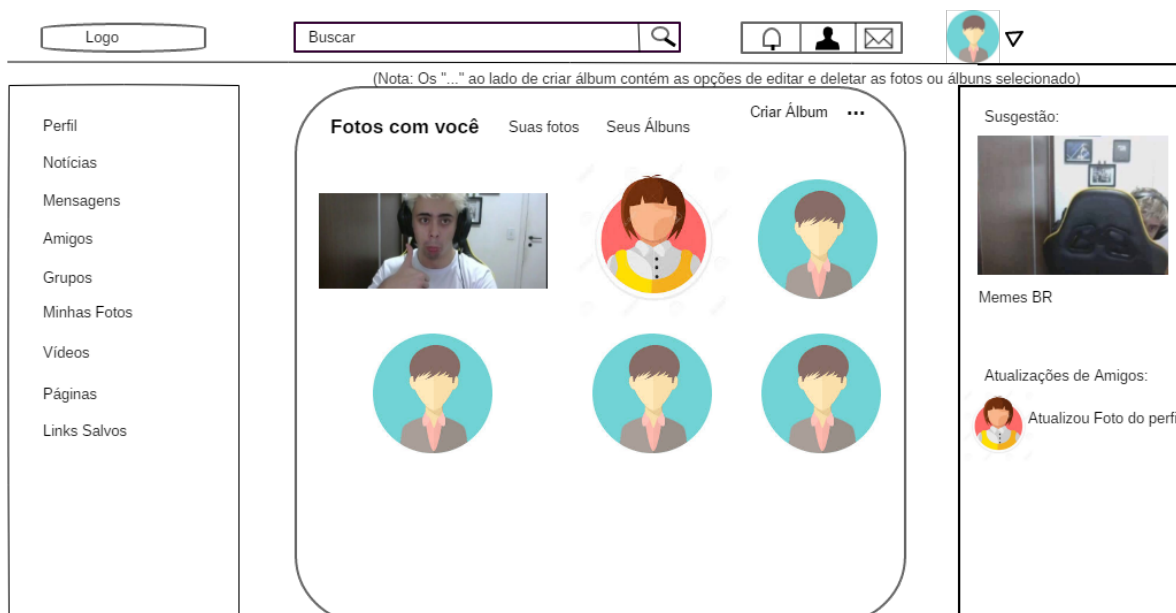 Logo
Buscar
(Nota: Os "..." ao lado de criar álbum contém as opções de editar e deletar as fotos ou álbuns selecionado)
Perfil
Notícias
Mensagens
Amigos
Grupos
Minhas Fotos
Vídeos
Páginas
Links Salvos
Fotos com você Suas fotos Seus Álbuns Criar Álbum ...
Susgestão:
Memes BR
Atualizações de Amigos:
Atualizou Foto do perfi